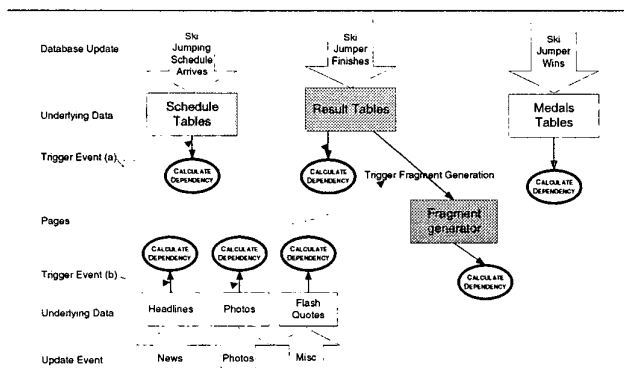 Database Update
Ski
Jumping
Schedule
Arrives
Ski
Jumper
Finishes
Ski
Jumper
Wins
Underlying Data
Schedule
Tables
Result Tables
Medals
Tables
Trigger Event (a)
CALCULATE
DEPENDENCY
CALCULATE
DEPENDENCY
Trigger Fragment Generation
CALCULATE
DEPENDENCY
Pages
Fragment
generator
CALCULATE
DEPENDENCY
CALCULATE
DEPENDENCY
CALCULATE
DEPENDENCY
Trigger Event (b)
CALCULATE
DEPENDENCY
Underlying Data
Headlines
Photos
Flash
Quotes
Update Event
News
Photos
Misc